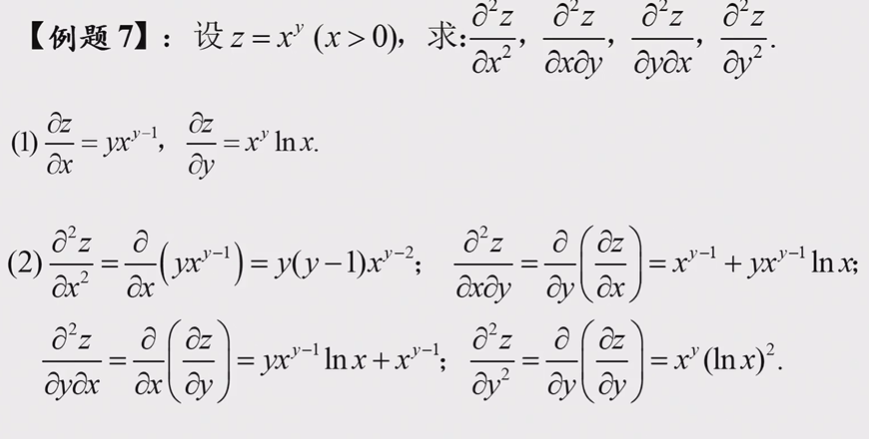 【例题 7】：设 z = x^y (x > 0)，求: ∂²z/∂x², ∂²z/∂x∂y, ∂²z/∂y∂x, ∂²z/∂y².
(1) ∂z/∂x = yx^{y−1}, ∂z/∂y = x^y ln x.
(2) ∂²z/∂x² = ∂/∂x (yx^{y−1}) = y(y−1)x^{y−2}; ∂²z/∂x∂y = ∂/∂y (∂z/∂x) = x^{y−1} + yx^{y−1} ln x;
∂²z/∂y∂x = ∂/∂x (∂z/∂y) = yx^{y−1} ln x + x^{y−1}; ∂²z/∂y² = ∂/∂y (∂z/∂y) = x^y (ln x)².